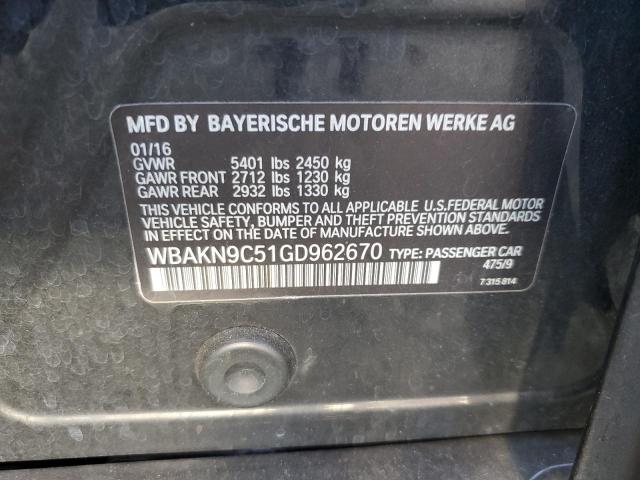 MFD BY BAYERISCHE MOTOREN WERKE AG
01/16
GVWR 5401 lbs 2450 kg
GAWR FRONT 2712 lbs 1230 kg
GAWR REAR 2932 lbs 1330 kg
THIS VEHICLE CONFORMS TO ALL APPLICABLE U.S.FEDERAL MOTOR
VEHICLE SAFETY, BUMPER AND THEFT PREVENTION STANDARDS
IN EFFECT ON THE DATE OF MANUFACTURE SHOWN ABOVE.
WBAKN9C51GD962670 TYPE: PASSENGER CAR
475/9
7 315 814